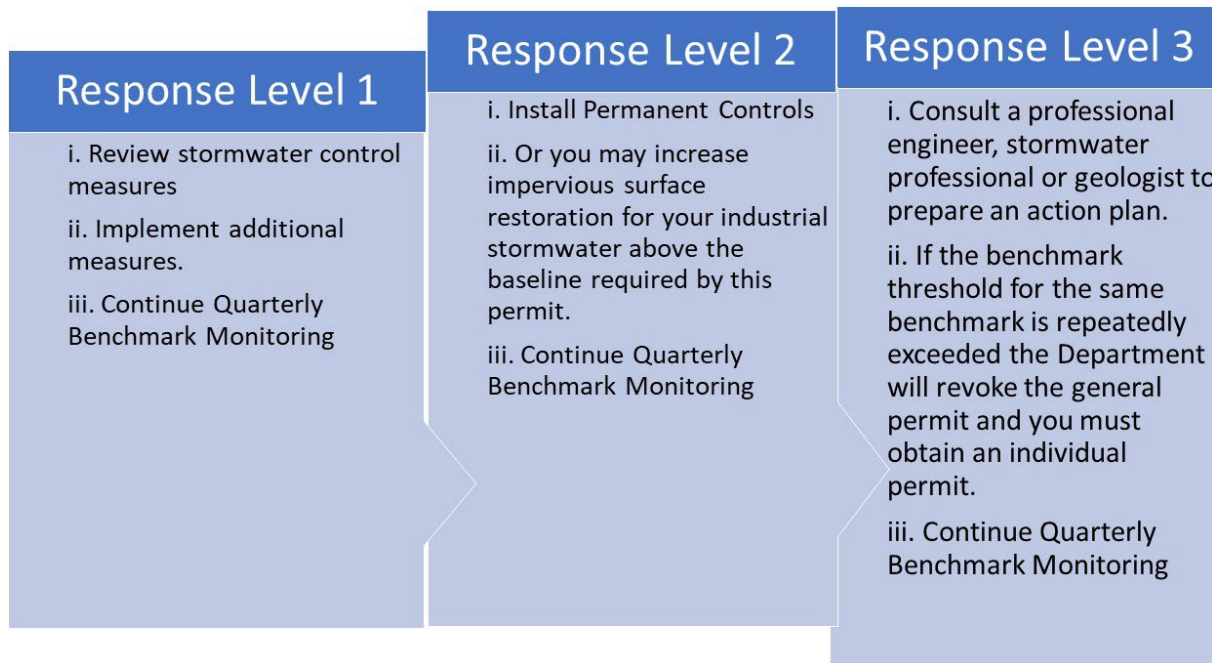 Response Level 1
i. Review stormwater control
measures
ii. Implement additional
measures.
iii. Continue Quarterly
Benchmark Monitoring
Response Level 2
i. Install Permanent Controls
ii. Or you may increase
impervious surface
restoration for your industrial
stormwater above the
baseline required by this
permit.
iii. Continue Quarterly
Benchmark Monitoring
Response Level 3
i. Consult a professional
engineer, stormwater
professional or geologist to
prepare an action plan.
ii. If the benchmark
threshold for the same
benchmark is repeatedly
exceeded the Department
will revoke the general
permit and you must
obtain an individual
permit.
iii. Continue Quarterly
Benchmark Monitoring